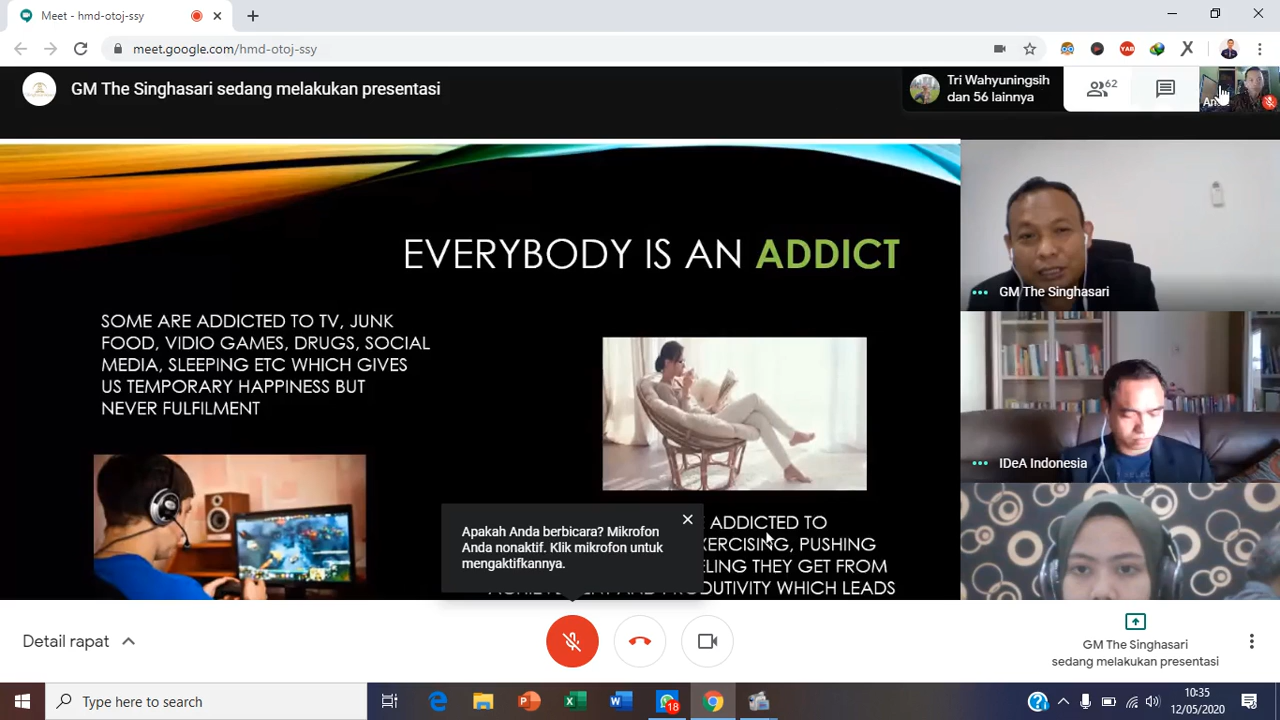 Meet - hmd-otoj-ssy
meet.google.com/hmd-otoj-ssy
YAB
X
GM The Singhasari sedang melakukan presentasi
Tri Wahyuningsih
dan 56 lainnya
62
EVERYBODY IS AN ADDICT
SOME ARE ADDICTED TO TV, JUNK
FOOD, VIDIO GAMES, DRUGS, SOCIAL
MEDIA, SLEEPING ETC WHICH GIVES
US TEMPORARY HAPPINESS BUT
NEVER FULFILMENT
ADDICTED TO
XERCISING, PUSHING
ELING THEY GET FROM
ODUTIVITY WHICH LEADS
GM The Singhasari
IDeA Indonesia
Apakah Anda berbicara? Mikrofon
Anda nonaktif. Klik mikrofon untuk
mengaktifkannya.
Detail rapat
GM The Singhasari
sedang melakukan presentasi
Type here to search
18
10:35
12/05/2020